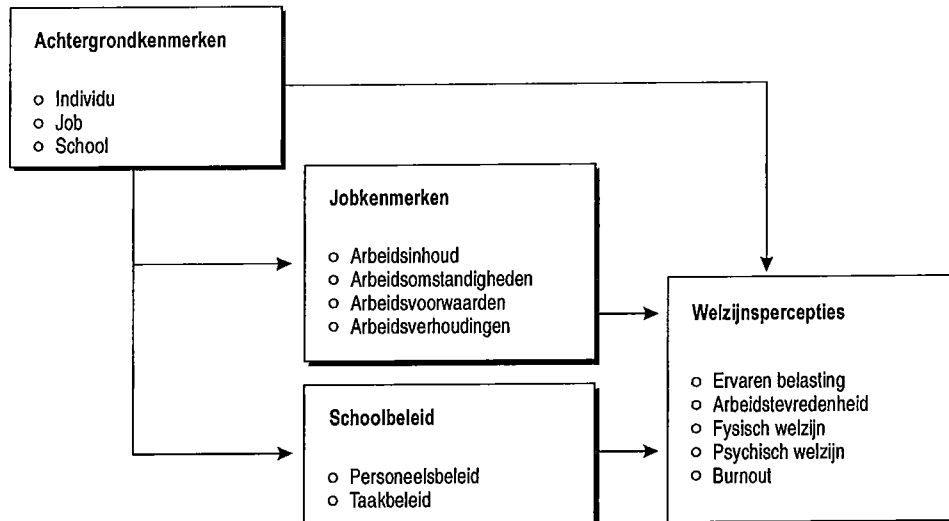 Achtergrondkenmerken
o Individu
o Job
o School
Jobkenmerken
o Arbeidsinhoud
o Arbeidsomstandigheden
o Arbeidsvoorwaarden
o Arbeidsverhoudingen
Schoolbeleid
o Personeelsbeleid
o Taakbeleid
Welzijnspercepties
o Ervaren belasting
o Arbeidstevredenheid
o Fysisch welzijn
o Psychisch welzijn
o Burnout